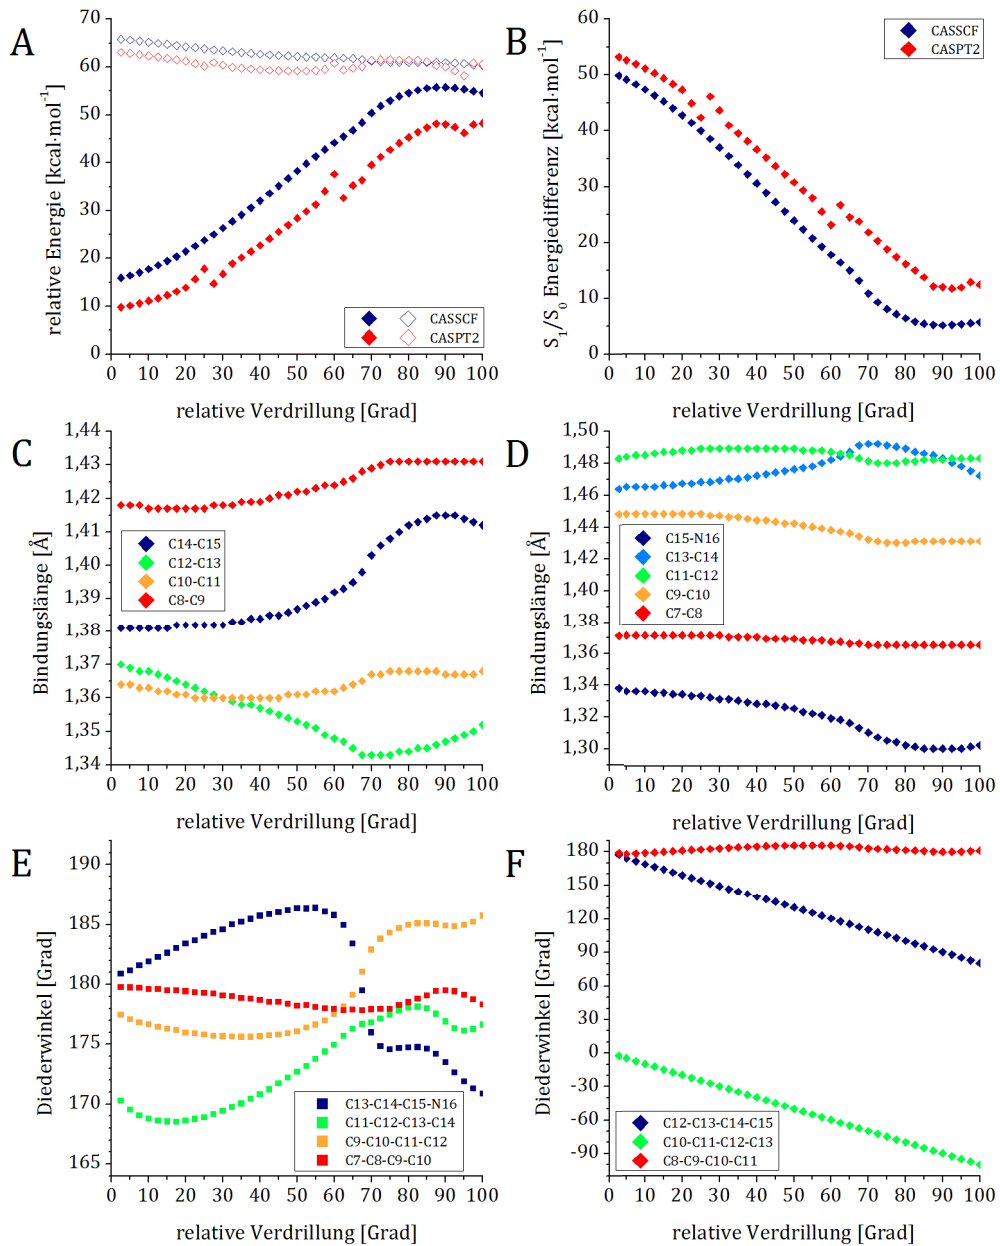 A
relative Energie [kcal·mol⁻¹]
70
60
50
40
30
20
10
0
CASSCF
CASPT2
0 10 20 30 40 50 60 70 80 90 100
relative Verdrillung [Grad]
B
S₁/S₀ Energiedifferenz [kcal·mol⁻¹]
60
50
40
30
20
10
0
CASSCF
CASPT2
0 10 20 30 40 50 60 70 80 90 100
relative Verdrillung [Grad]
C
Bindungslänge [Å]
1,44
1,43
1,42
1,41
1,40
1,39
1,38
1,37
1,36
1,35
1,34
C14-C15
C12-C13
C10-C11
C8-C9
0 10 20 30 40 50 60 70 80 90 100
relative Verdrillung [Grad]
D
Bindungslänge [Å]
1,50
1,48
1,46
1,44
1,42
1,40
1,38
1,36
1,34
1,32
1,30
C15-N16
C13-C14
C11-C12
C9-C10
C7-C8
0 10 20 30 40 50 60 70 80 90 100
relative Verdrillung [Grad]
E
Diederwinkel [Grad]
190
185
180
175
170
165
C13-C14-C15-N16
C11-C12-C13-C14
C9-C10-C11-C12
C7-C8-C9-C10
0 10 20 30 40 50 60 70 80 90 100
relative Verdrillung [Grad]
F
Diederwinkel [Grad]
180
150
120
90
60
30
0
-30
-60
-90
C12-C13-C14-C15
C10-C11-C12-C13
C8-C9-C10-C11
0 10 20 30 40 50 60 70 80 90 100
relative Verdrillung [Grad]